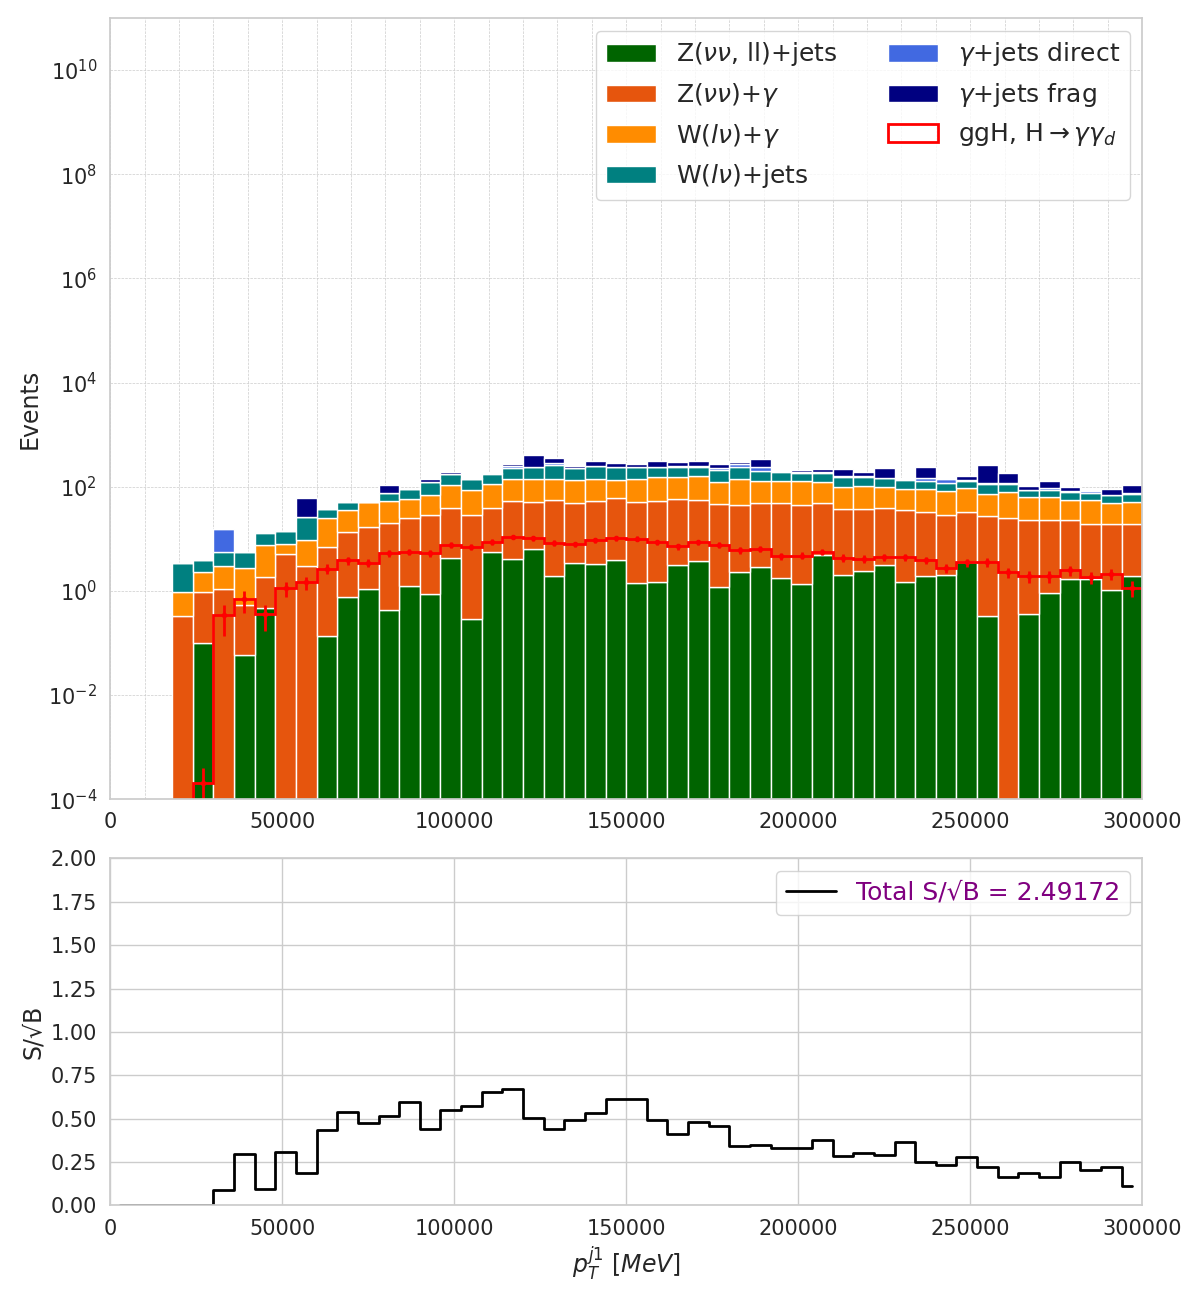 Z(νν, ll)+jets
Z(νν)+γ
W(lν)+γ
W(lν)+jets
γ+jets direct
γ+jets frag
ggH, H→γγ_d
Events
10^10
10^8
10^6
10^4
10^2
10^0
10^−2
10^−4
0 50000 100000 150000 200000 250000 300000
Total S/√B = 2.49172
S/√B
2.00
1.75
1.50
1.25
1.00
0.75
0.50
0.25
0.00
0 50000 100000 150000 200000 250000 300000
p_T^{j1} [MeV]